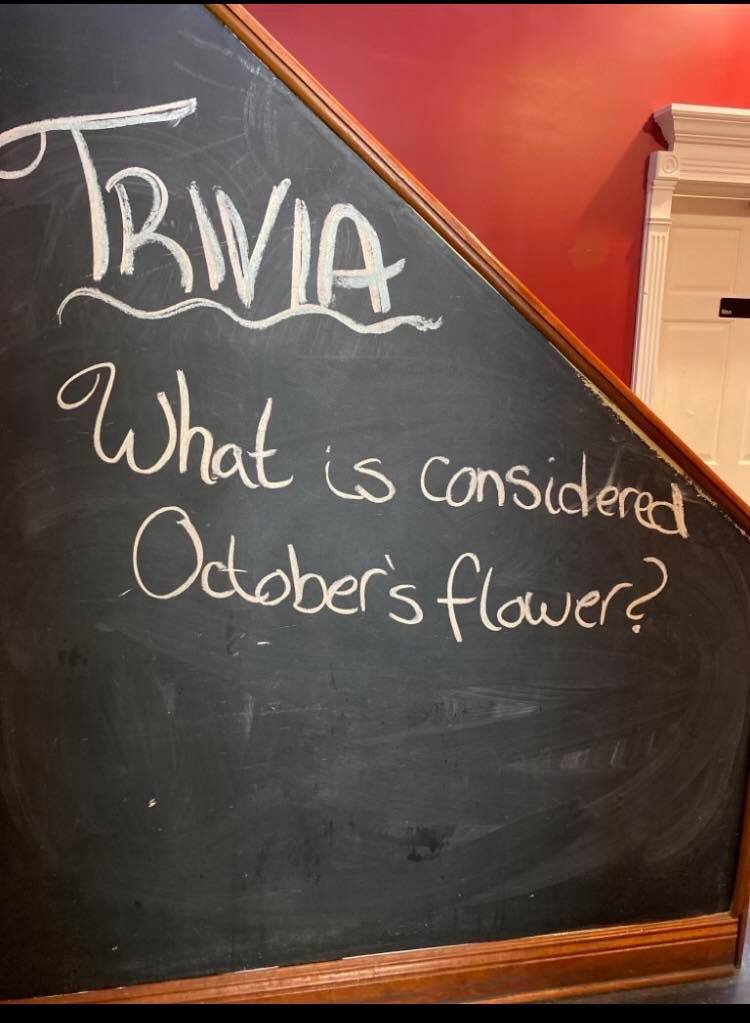 TRIVIA
What is considered
October's flower?